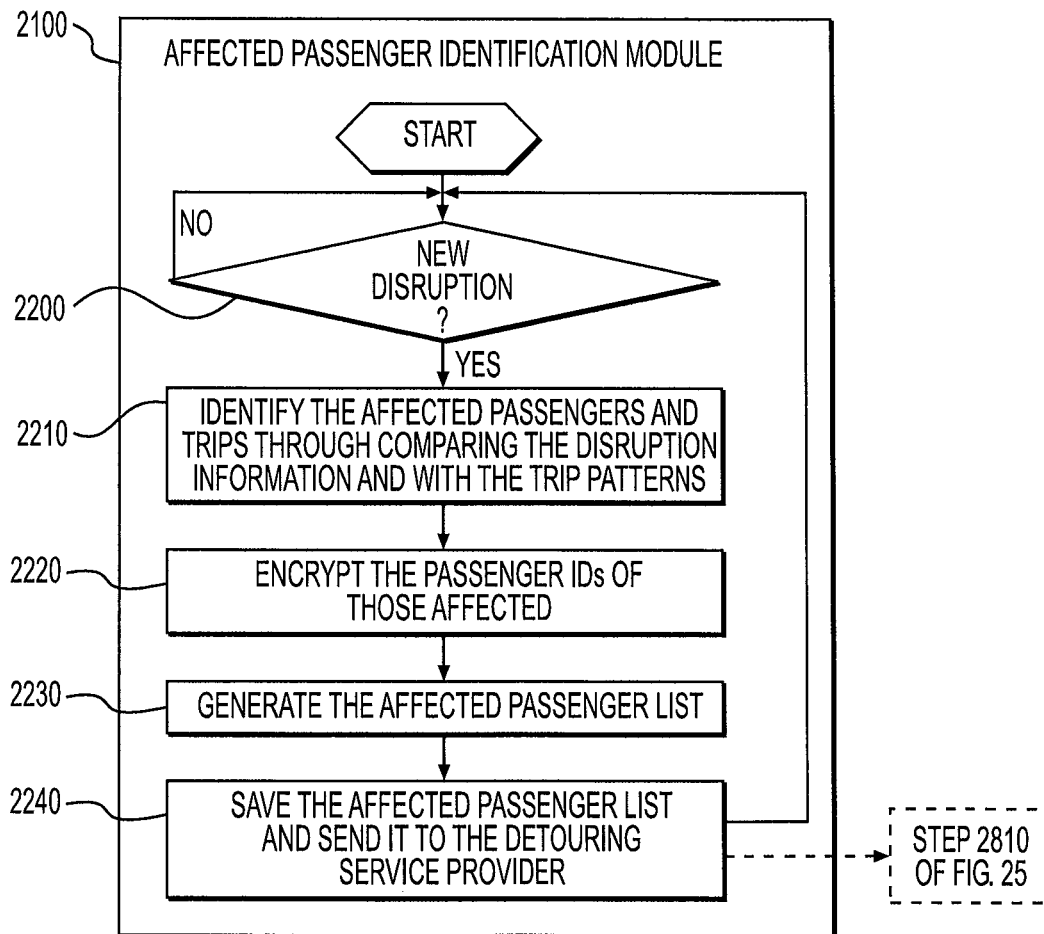 2100
AFFECTED PASSENGER IDENTIFICATION MODULE
START
NO
NEW
DISRUPTION
?
2200
YES
2210
IDENTIFY THE AFFECTED PASSENGERS AND
TRIPS THROUGH COMPARING THE DISRUPTION
INFORMATION AND WITH THE TRIP PATTERNS
2220
ENCRYPT THE PASSENGER IDs OF
THOSE AFFECTED
2230
GENERATE THE AFFECTED PASSENGER LIST
2240
SAVE THE AFFECTED PASSENGER LIST
AND SEND IT TO THE DETOURING
SERVICE PROVIDER
STEP 2810
OF FIG. 25